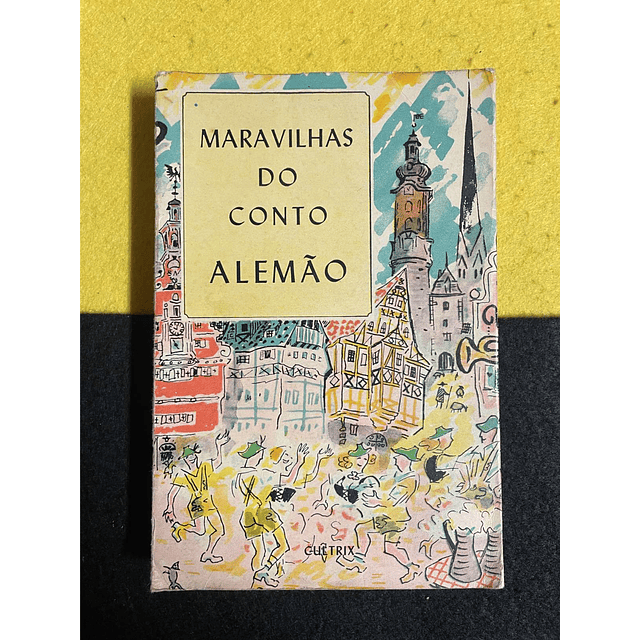 MARAVILHAS
DO
CONTO
ALEMÃO
CULTRIX